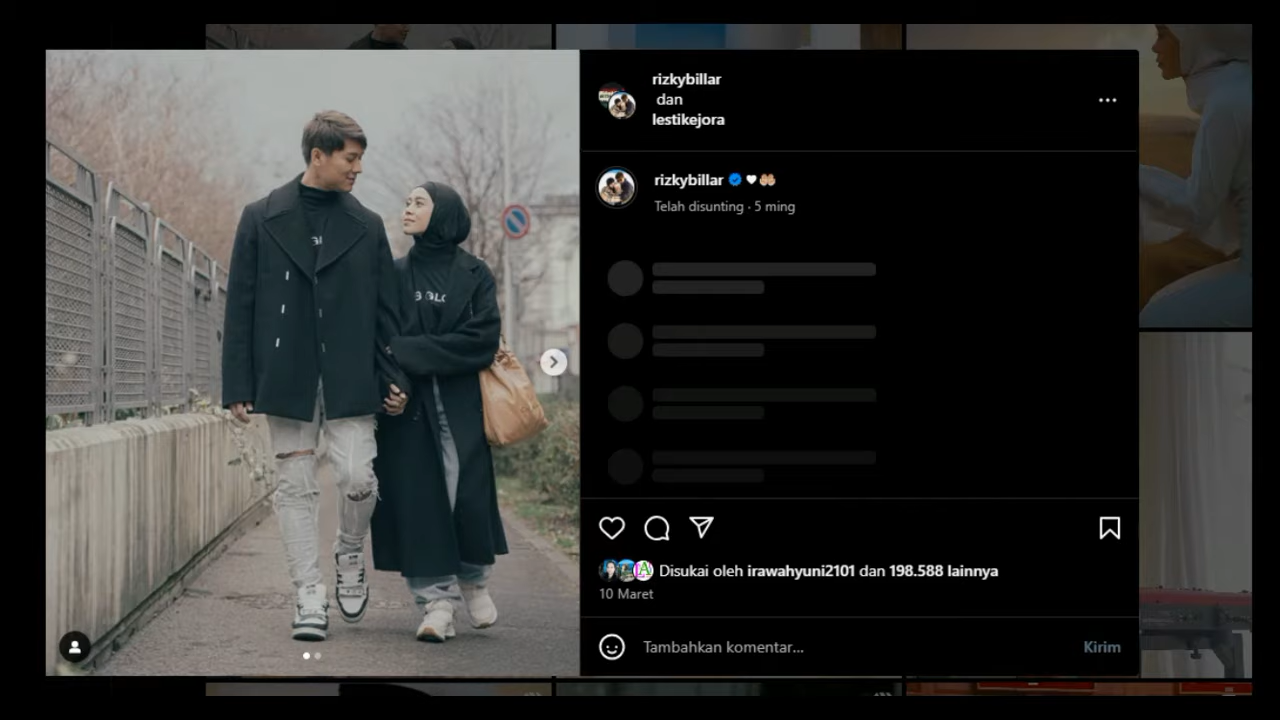 rizkybillar
dan
lestikejora
rizkybillar
Telah disunting · 5 ming
Disukai oleh irawahyuni2101 dan 198.588 lainnya
10 Maret
Tambahkan komentar...
Kirim